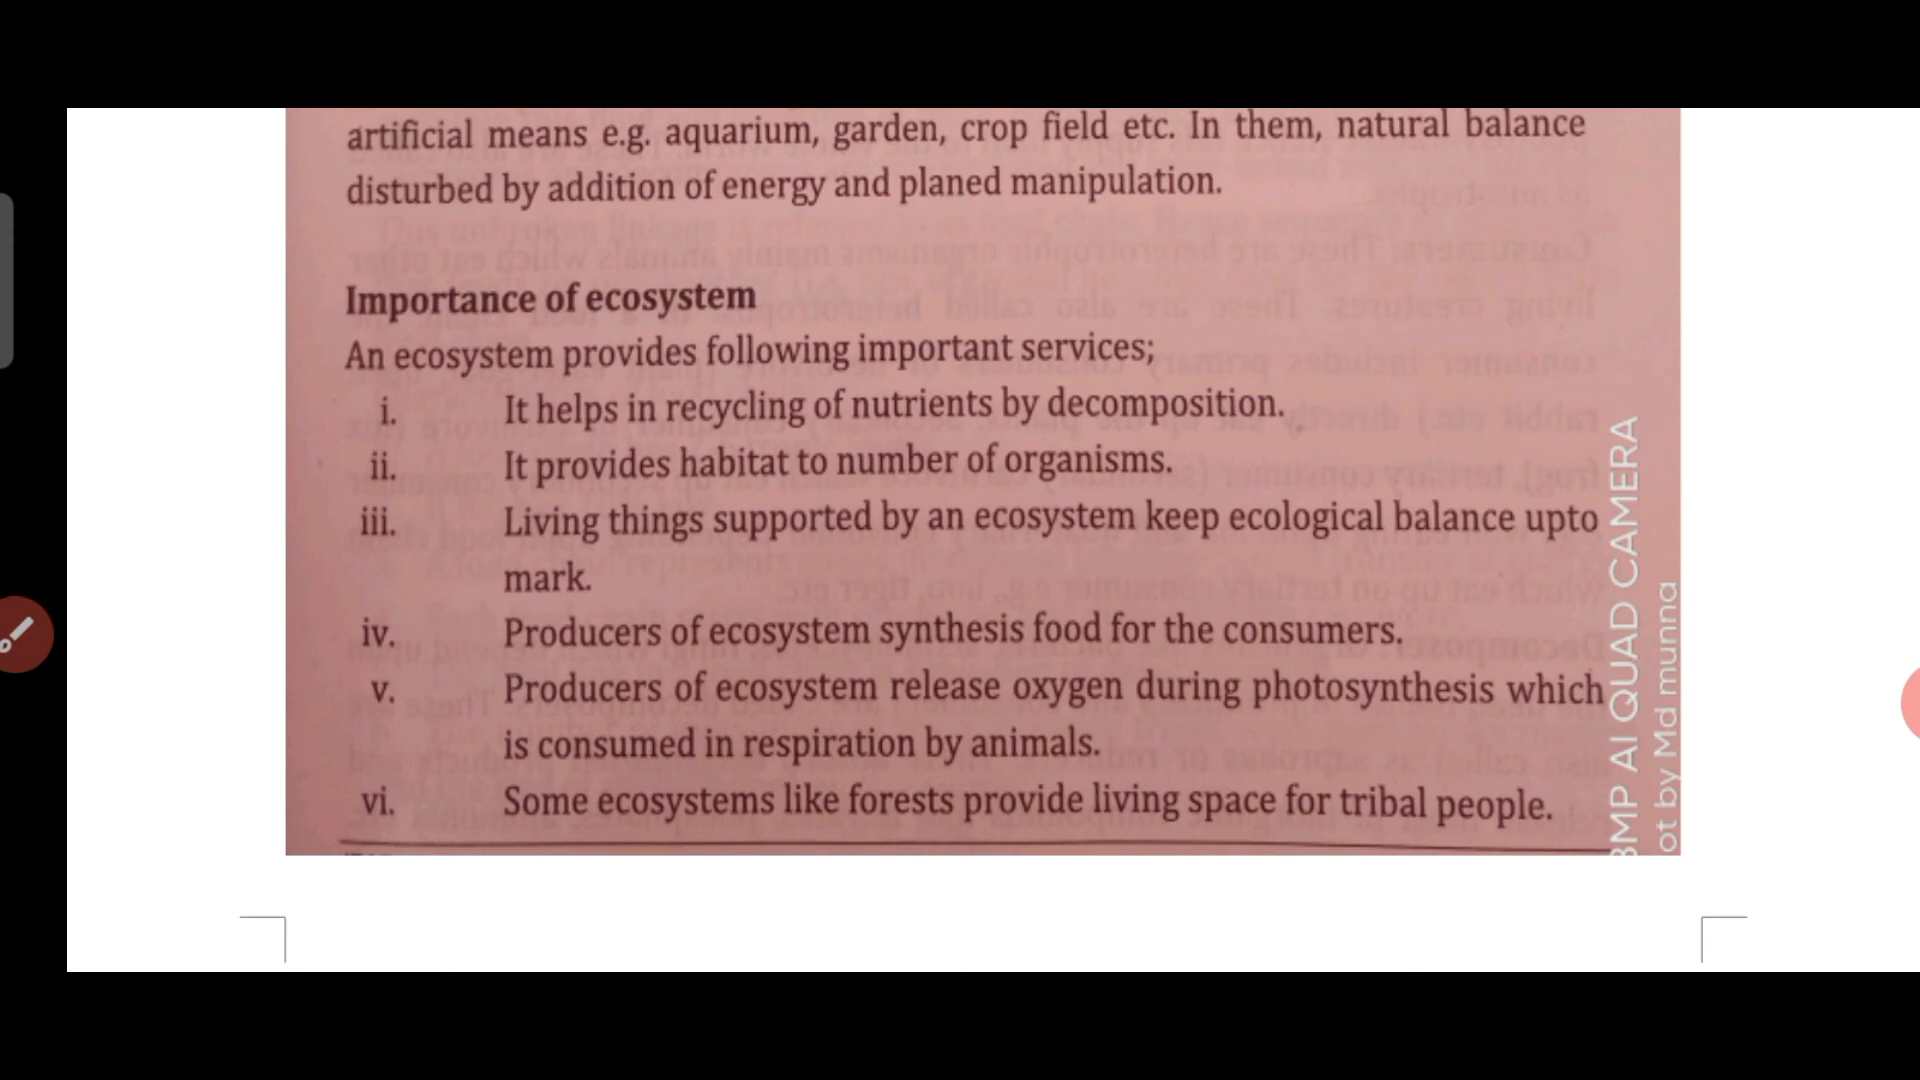 artificial means e.g. aquarium, garden, crop field etc. In them, natural balance
disturbed by addition of energy and planed manipulation.
Importance of ecosystem
An ecosystem provides following important services;
i. It helps in recycling of nutrients by decomposition.
ii. It provides habitat to number of organisms.
iii. Living things supported by an ecosystem keep ecological balance upto
mark.
iv. Producers of ecosystem synthesis food for the consumers.
v. Producers of ecosystem release oxygen during photosynthesis which
is consumed in respiration by animals.
vi. Some ecosystems like forests provide living space for tribal people.
MP AI QUAD CAMERA
ot by Md munna